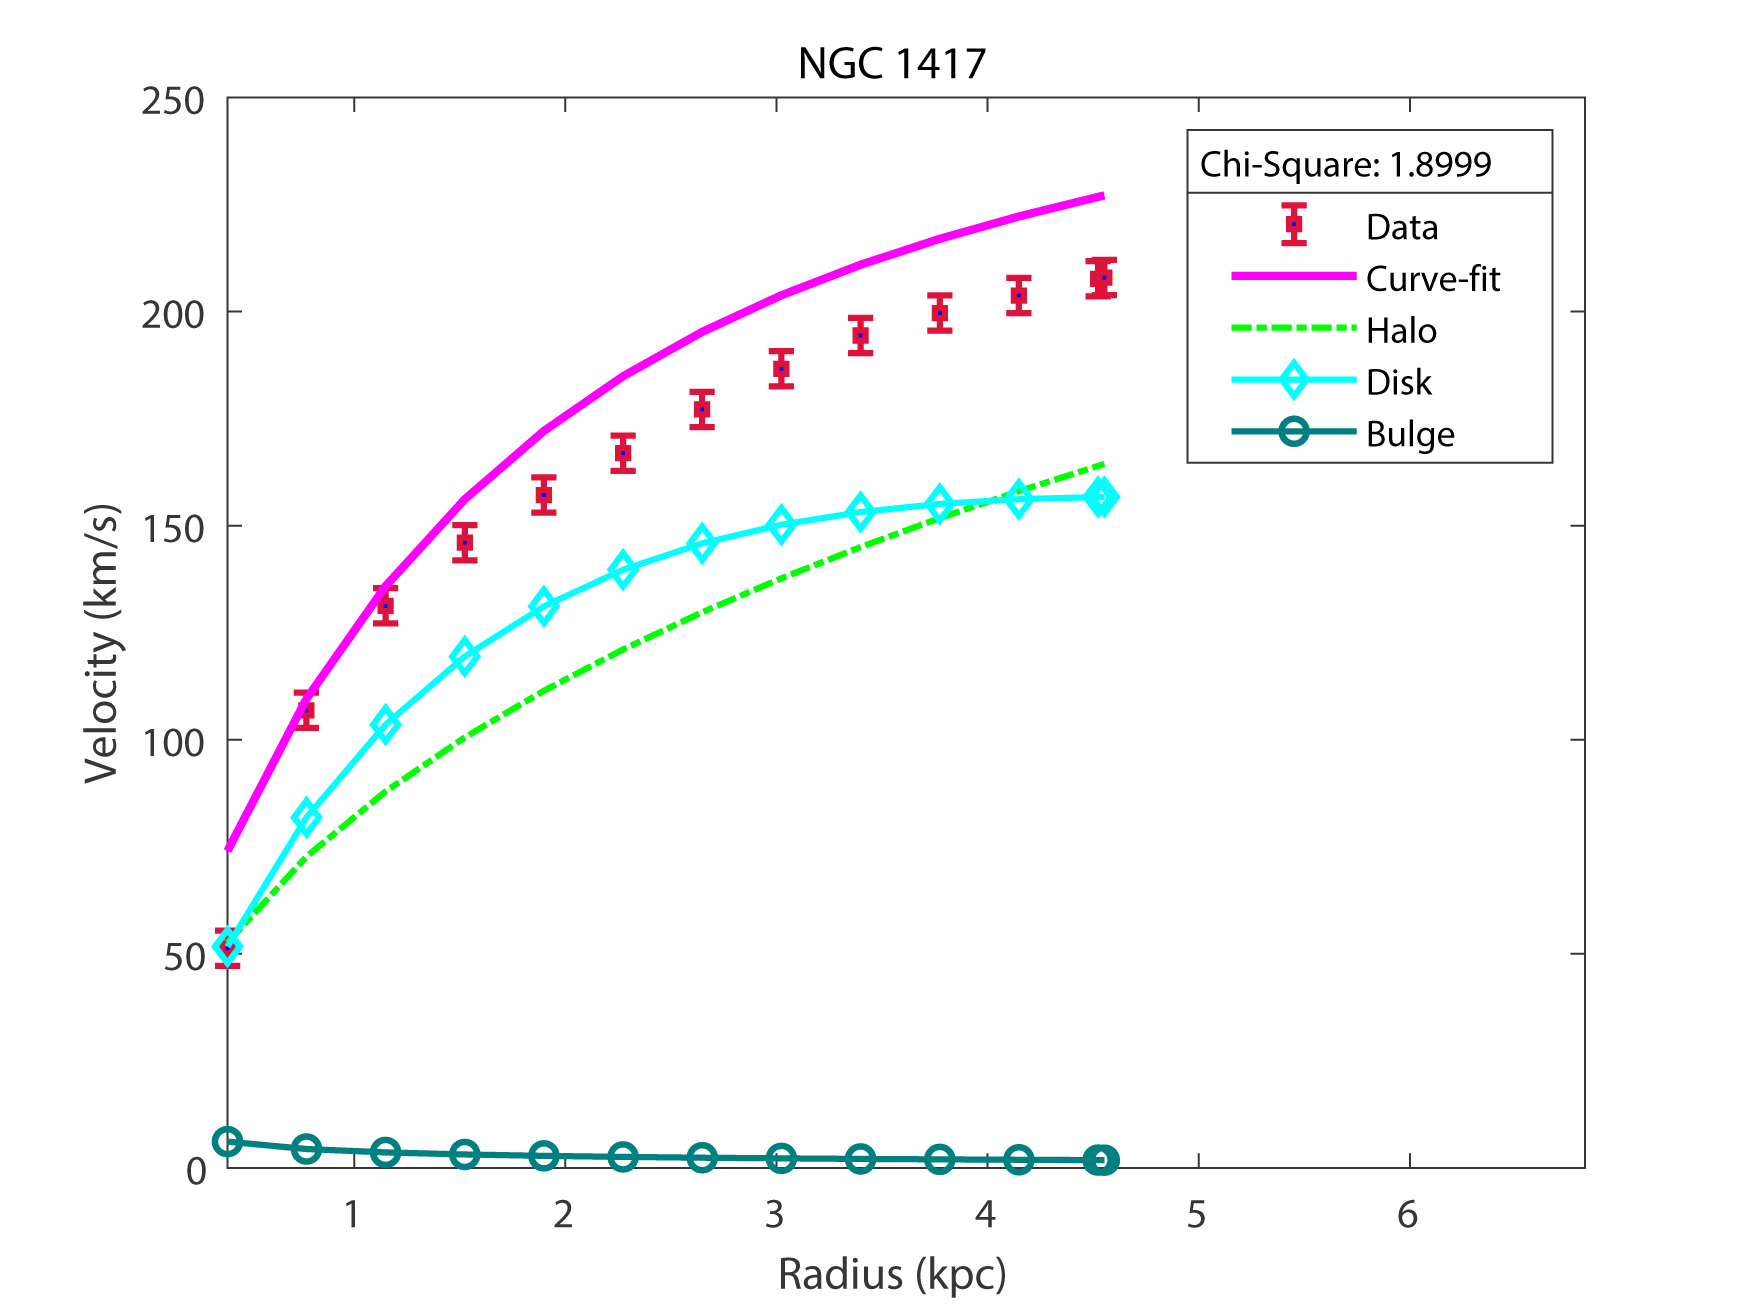 NGC 1417
250
200
150
100
50
0
Velocity (km/s)
Chi-Square: 1.8999
Data
Curve-fit
Halo
Disk
Bulge
1 2 3 4 5 6
Radius (kpc)